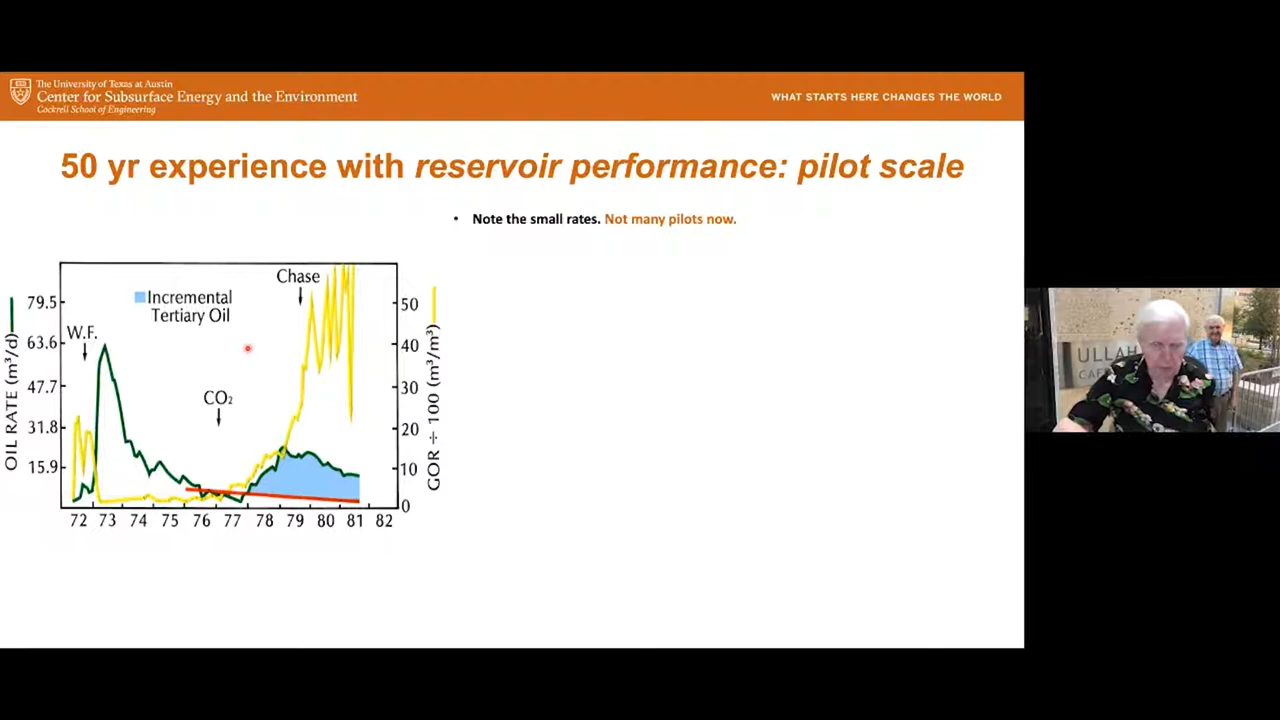 The University of Texas at Austin
Center for Subsurface Energy and the Environment
Cockrell School of Engineering
WHAT STARTS HERE CHANGES THE WORLD
50 yr experience with reservoir performance: pilot scale
• Note the small rates. Not many pilots now.
Chase
Incremental
Tertiary Oil
W.F.
CO₂
OIL RATE (m³/d)
79.5
63.6
47.7
31.8
15.9
50
40
30
20
10
0
GOR ÷ 100 (m³/m³)
72 73 74 75 76 77 78 79 80 81 82
ULLAH